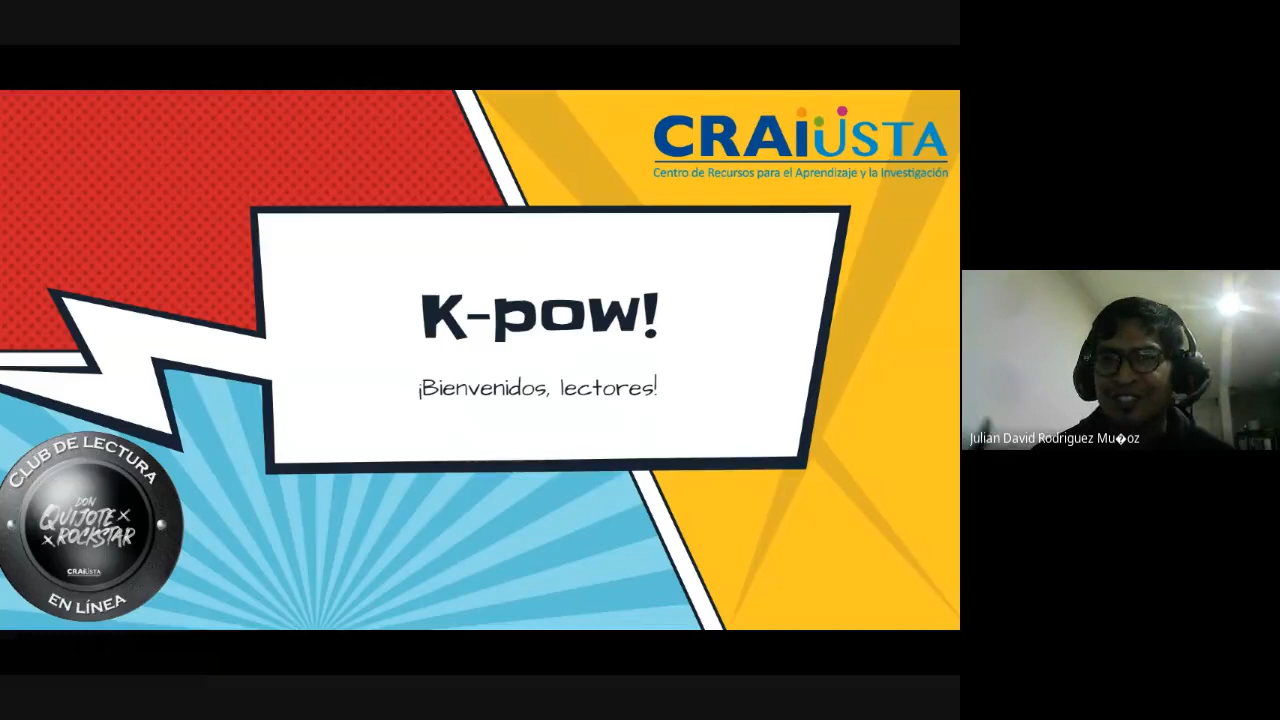 CRAIUSTA
Centro de Recursos para el Aprendizaje y la Investigación
K-pow!
¡Bienvenidos, lectores!
CLUB DE LECTURA
DON
QUIJOTE X
X ROCKSTAR
CRAIUSTA
EN LÍNEA
Julian David Rodriguez Mu�oz